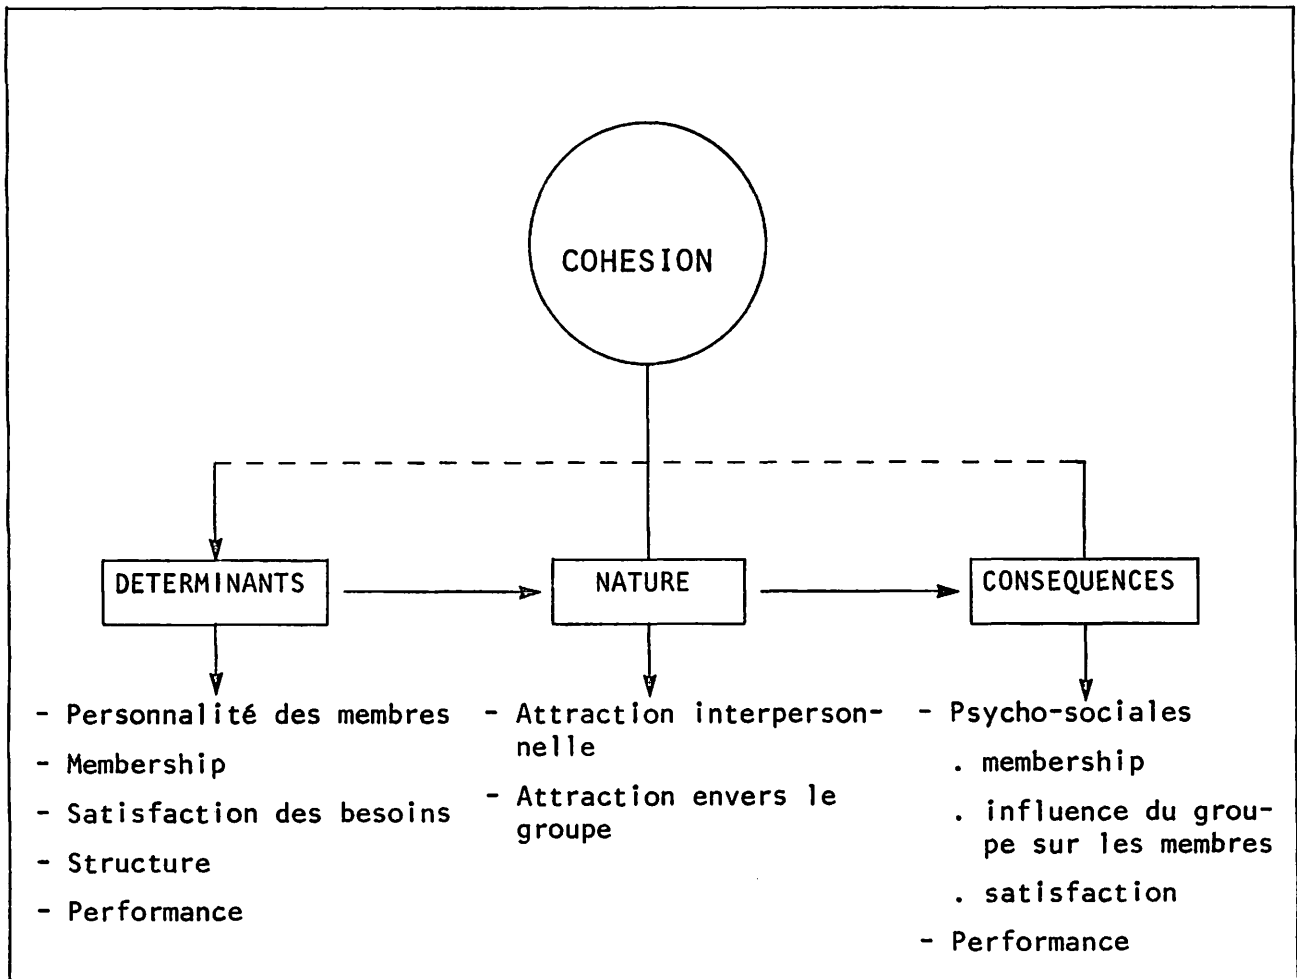 COHESION
DETERMINANTS
NATURE
CONSEQUENCES
- Personnalité des membres
- Membership
- Satisfaction des besoins
- Structure
- Performance
- Attraction interperson-
nelle
- Attraction envers le
groupe
- Psycho-sociales
. membership
. influence du grou-
pe sur les membres
. satisfaction
- Performance